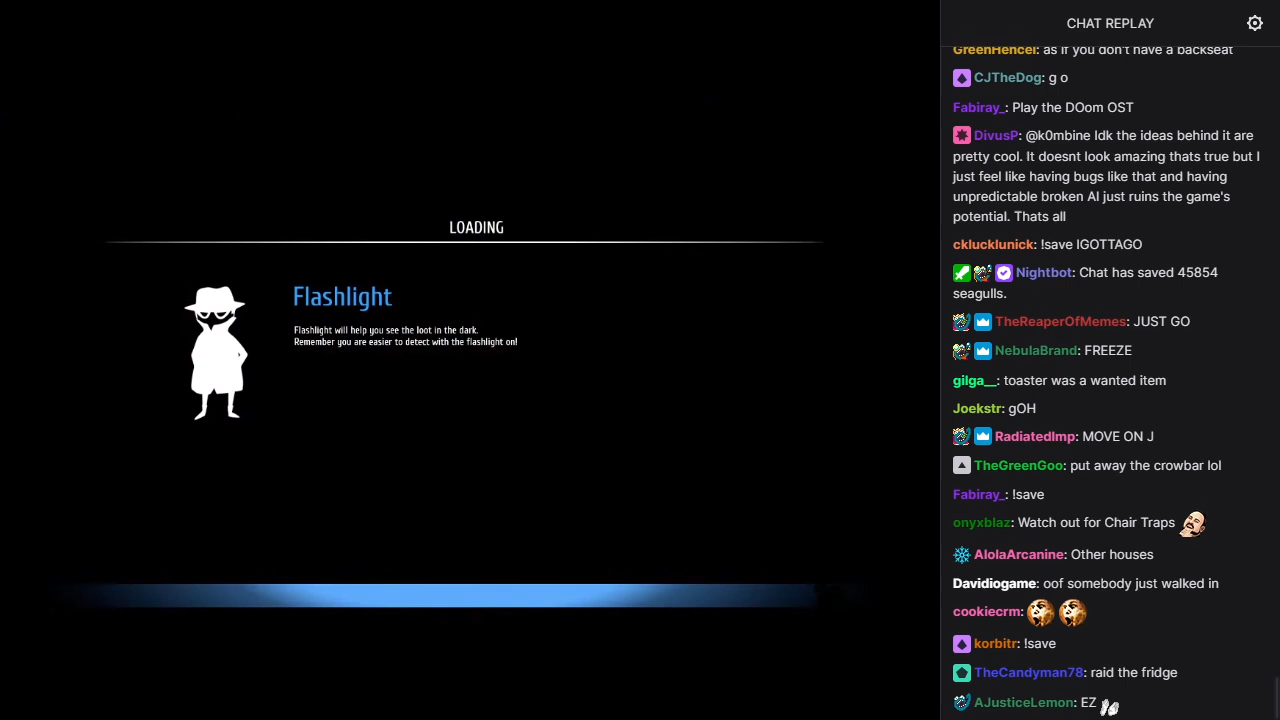 CHAT REPLAY
GreenHencel: as if you don't have a backseat
CJTheDog: g o
Fabiray_: Play the DOom OST
DivusP: @k0mbine Idk the ideas behind it are
pretty cool. It doesnt look amazing thats true but I
just feel like having bugs like that and having
unpredictable broken AI just ruins the game's
potential. Thats all
cklucklunick: !save IGOTTAGO
Nightbot: Chat has saved 45854
seagulls.
TheReaperOfMemes: JUST GO
NebulaBrand: FREEZE
gilga__: toaster was a wanted item
Joekstr: gOH
RadiatedImp: MOVE ON J
TheGreenGoo: put away the crowbar lol
Fabiray_: !save
onyxblaz: Watch out for Chair Traps
AlolaArcanine: Other houses
Davidiogame: oof somebody just walked in
cookiecrm:
korbitr: !save
TheCandyman78: raid the fridge
AJusticeLemon: EZ
LOADING
Flashlight
Flashlight will help you see the loot in the dark.
Remember you are easier to detect with the flashlight on!